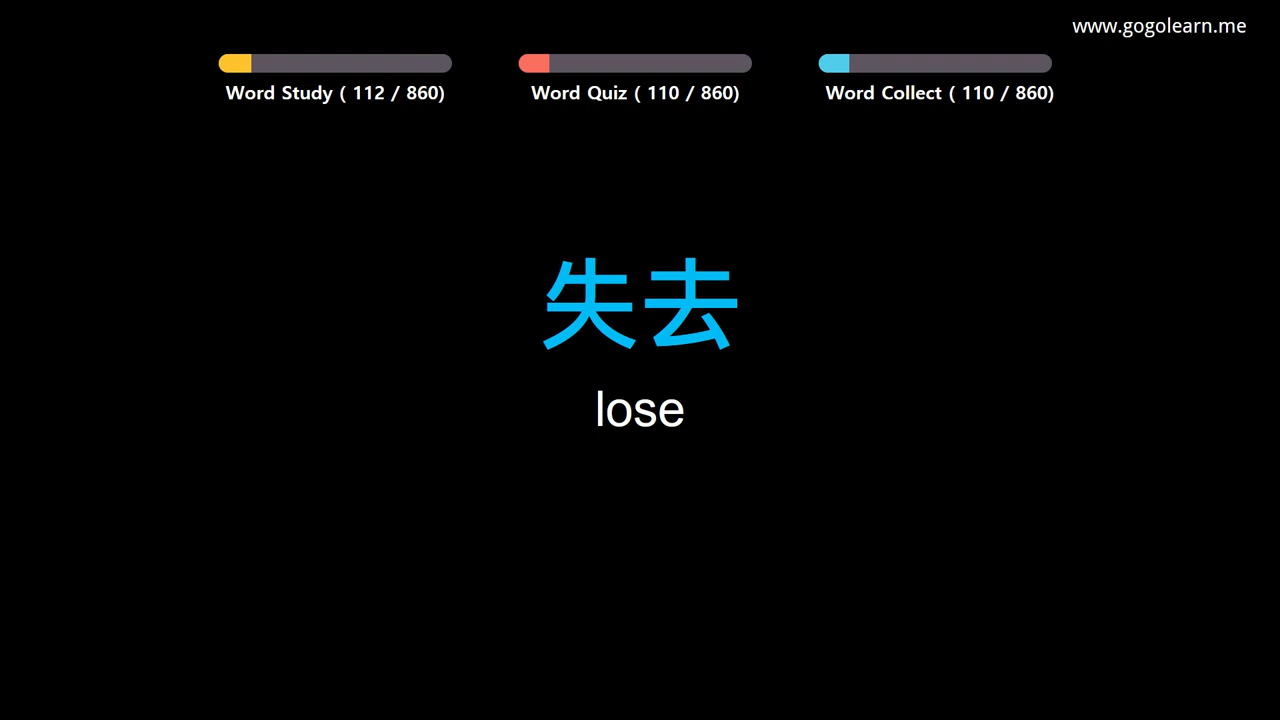 www.gogolearn.me
Word Study ( 112 / 860)
Word Quiz ( 110 / 860)
Word Collect ( 110 / 860)
失去
lose